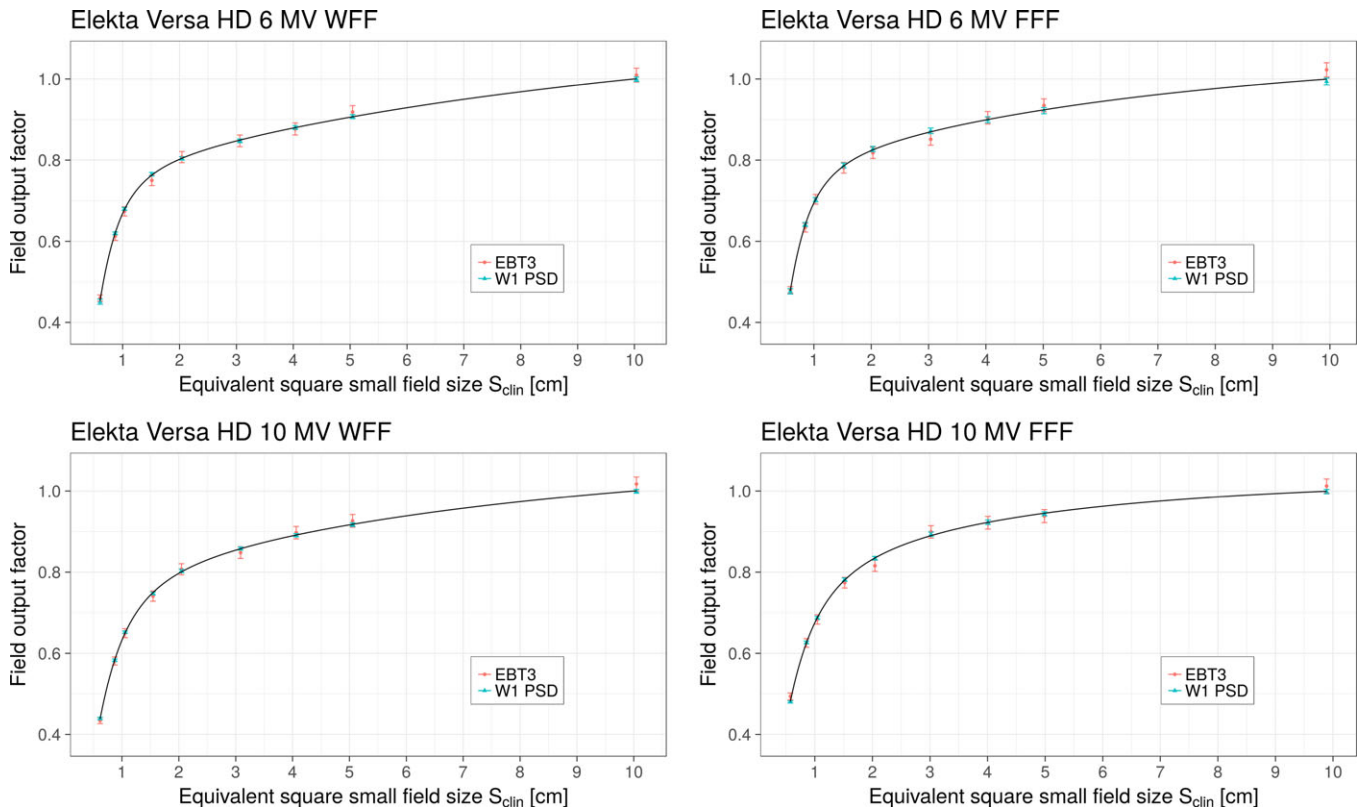 Elekta Versa HD 6 MV WFF
1.0
0.8
0.6
0.4
Field output factor
EBT3
W1 PSD
1 2 3 4 5 6 7 8 9 10
Equivalent square small field size S_clin [cm]
Elekta Versa HD 6 MV FFF
1.0
0.8
0.6
0.4
Field output factor
EBT3
W1 PSD
1 2 3 4 5 6 7 8 9 10
Equivalent square small field size S_clin [cm]
Elekta Versa HD 10 MV WFF
1.0
0.8
0.6
0.4
Field output factor
EBT3
W1 PSD
1 2 3 4 5 6 7 8 9 10
Equivalent square small field size S_clin [cm]
Elekta Versa HD 10 MV FFF
1.0
0.8
0.6
0.4
Field output factor
EBT3
W1 PSD
1 2 3 4 5 6 7 8 9 10
Equivalent square small field size S_clin [cm]